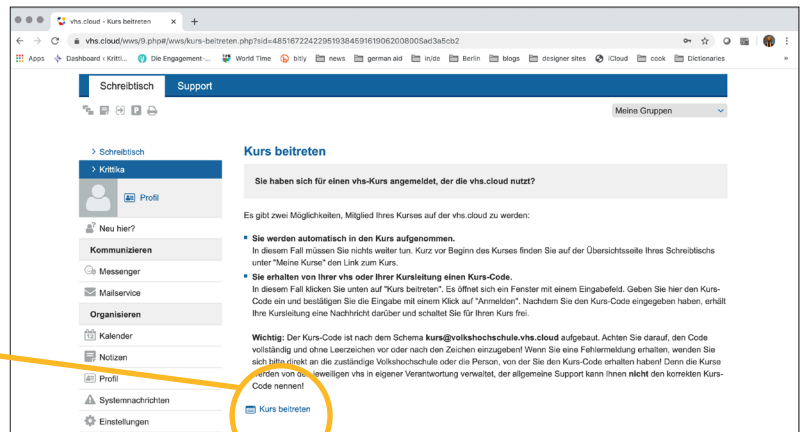 vhs.cloud - Kurs beitreten
vhs.cloud/wws/9.php#/wws/kurs-beitreten.php?sid=48516722422951938459161906200800Sad3a5cb2
Apps Dashboard ‹ Kritti... Die Engagement-... World Time bitly news german aid in/de Berlin blogs designer sites iCloud cook Dictionaries »
Schreibtisch Support
Meine Gruppen
> Schreibtisch
> Krittika
Profil
Neu hier?
Kommunizieren
Messenger
Mailservice
Organisieren
12 Kalender
Notizen
Profil
Systemnachrichten
Einstellungen
Kurs beitreten
Sie haben sich für einen vhs-Kurs angemeldet, der die vhs.cloud nutzt?
Es gibt zwei Möglichkeiten, Mitglied Ihres Kurses auf der vhs.cloud zu werden:
Sie werden automatisch in den Kurs aufgenommen.
In diesem Fall müssen Sie nichts weiter tun. Kurz vor Beginn des Kurses finden Sie auf der Übersichtsseite Ihres Schreibtischs
unter "Meine Kurse" den Link zum Kurs.
Sie erhalten von Ihrer vhs oder Ihrer Kursleitung einen Kurs-Code.
In diesem Fall klicken Sie unten auf "Kurs beitreten". Es öffnet sich ein Fenster mit einem Eingabefeld. Geben Sie hier den Kurs-
Code ein und bestätigen Sie die Eingabe mit einem Klick auf "Anmelden". Nachdem Sie den Kurs-Code eingegeben haben, erhält
Ihre Kursleitung eine Nachricht darüber und schaltet Sie für Ihren Kurs frei.
Wichtig: Der Kurs-Code ist nach dem Schema kurs@volkshochschule.vhs.cloud aufgebaut. Achten Sie darauf, den Code
vollständig und ohne Leerzeichen vor oder nach den Zeichen einzugeben! Wenn Sie eine Fehlermeldung erhalten, wenden Sie
sich bitte direkt an die zuständige Volkshochschule oder die Person, von der Sie den Kurs-Code erhalten haben! Denn die Kurse
werden von den jeweiligen vhs in eigener Verantwortung verwaltet, der allgemeine Support kann Ihnen nicht den korrekten Kurs-
Code nennen!
Kurs beitreten